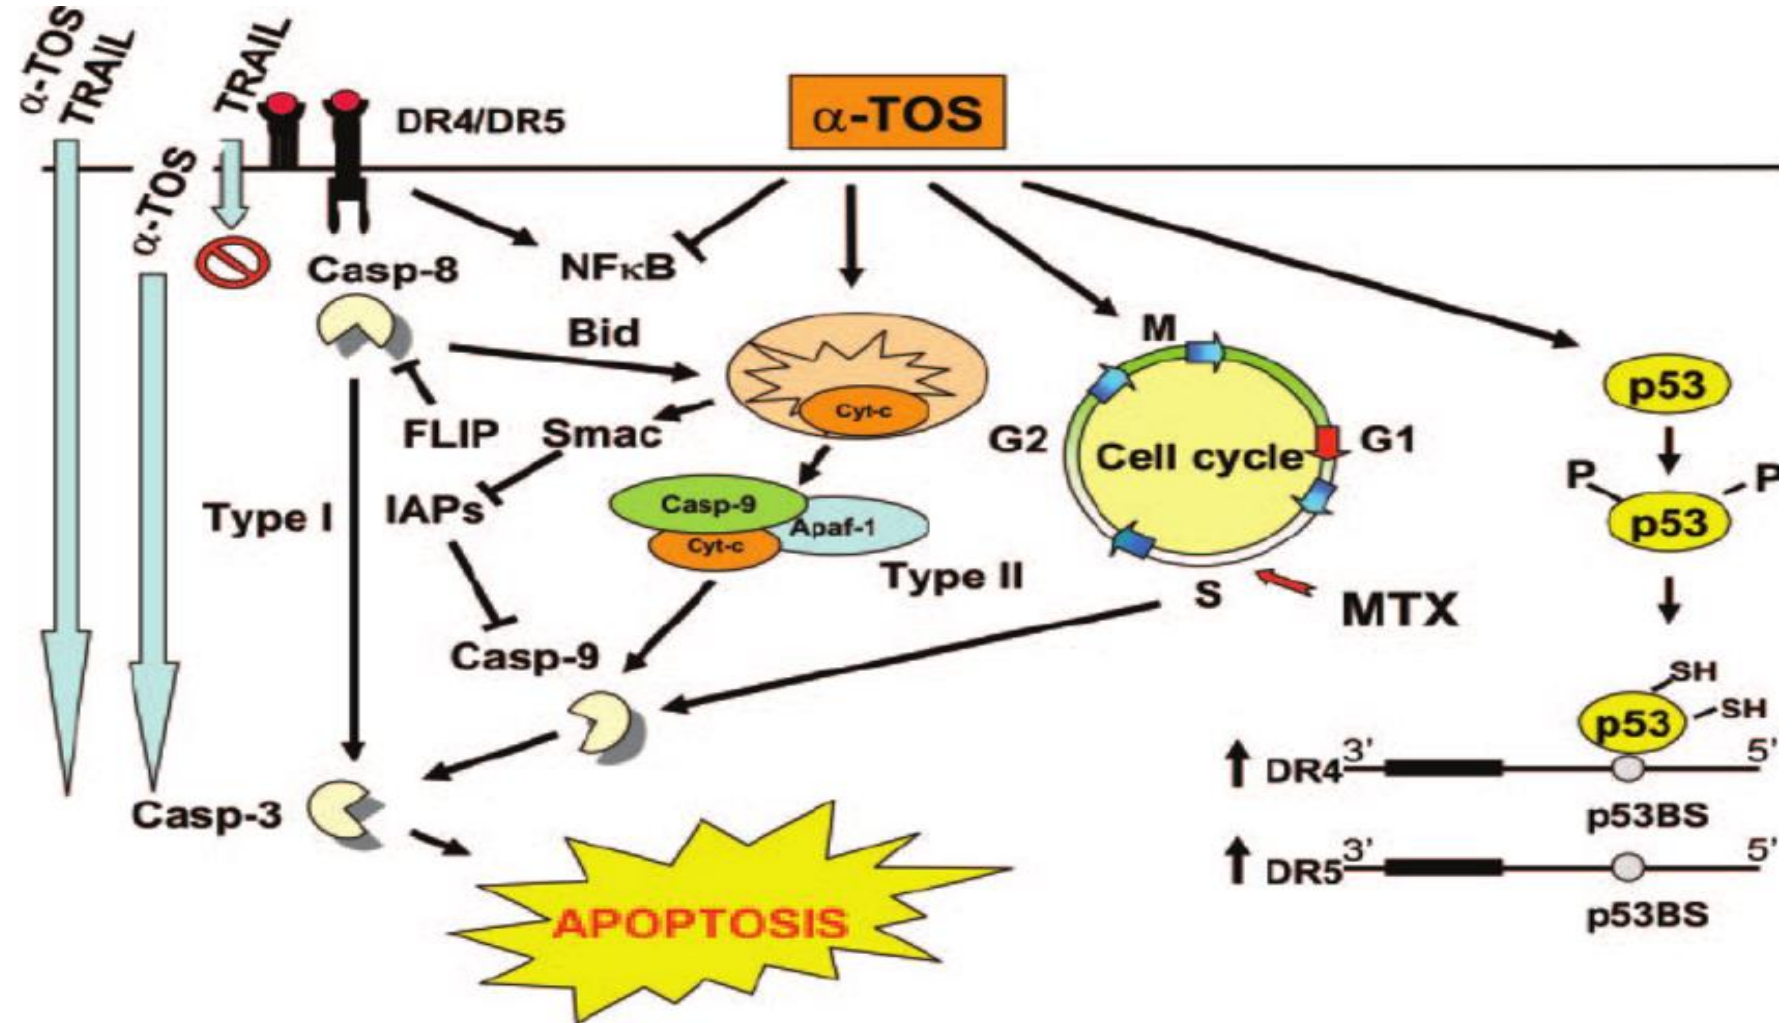 α-TOS
TRAIL
α-TOS
TRAIL
DR4/DR5
α-TOS
Casp-8
NFκB
Bid
Cyt-c
FLIP
Smac
IAPs
Type I
Casp-9
Cyt-c
Apaf-1
Type II
Casp-9
Casp-3
APOPTOSIS
M
G2
Cell cycle
G1
S
MTX
p53
P
P
p53
SH
SH
p53
DR4
3’
5’
p53BS
DR5
3’
5’
p53BS